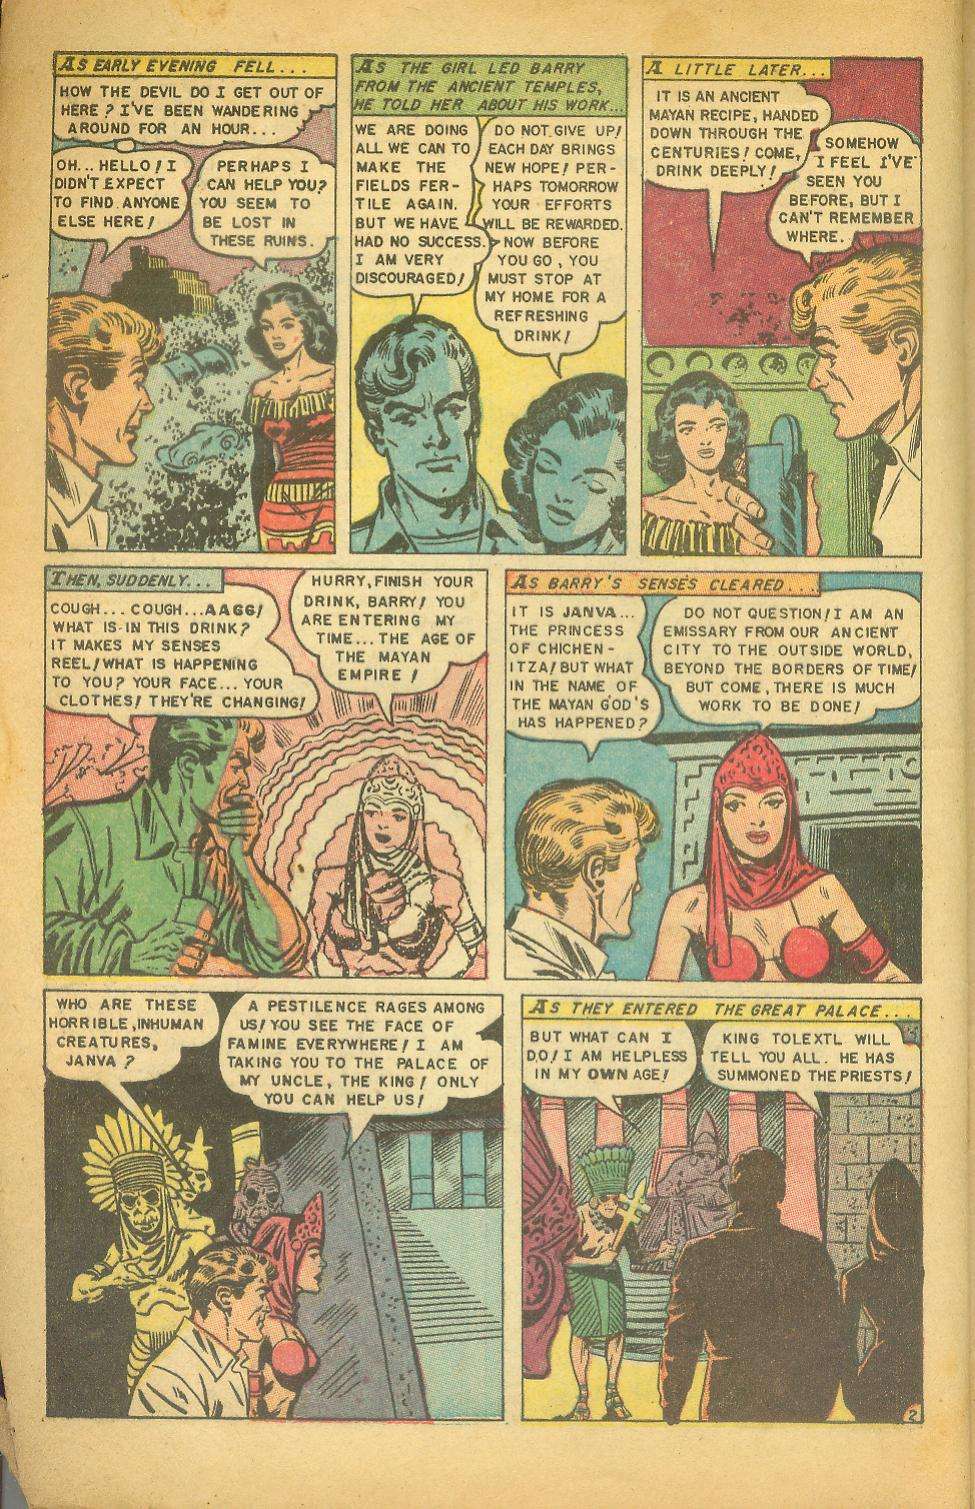 AS EARLY EVENING FELL...
HOW THE DEVIL DO I GET OUT OF
HERE? I'VE BEEN WANDERING
AROUND FOR AN HOUR...
OH... HELLO! I
DIDN'T EXPECT
TO FIND ANYONE
ELSE HERE!
PERHAPS I
CAN HELP YOU?
YOU SEEM TO
BE LOST IN
THESE RUINS.
AS THE GIRL LED BARRY
FROM THE ANCIENT TEMPLES,
HE TOLD HER ABOUT HIS WORK...
WE ARE DOING
ALL WE CAN TO
MAKE THE
FIELDS FER-
TILE AGAIN.
BUT WE HAVE
HAD NO SUCCESS.
I AM VERY
DISCOURAGED!
DO NOT GIVE UP!
EACH DAY BRINGS
NEW HOPE! PER-
HAPS TOMORROW
YOUR EFFORTS
WILL BE REWARDED.
NOW BEFORE
YOU GO, YOU
MUST STOP AT
MY HOME FOR A
REFRESHING
DRINK!
A LITTLE LATER...
IT IS AN ANCIENT
MAYAN RECIPE, HANDED
DOWN THROUGH THE
CENTURIES! COME,
DRINK DEEPLY!
SOMEHOW
I FEEL I'VE
SEEN YOU
BEFORE, BUT I
CAN'T REMEMBER
WHERE.
THEN, SUDDENLY...
COUGH... COUGH...AAGG!
WHAT IS IN THIS DRINK?
IT MAKES MY SENSES
REEL! WHAT IS HAPPENING
TO YOU? YOUR FACE... YOUR
CLOTHES! THEY'RE CHANGING!
HURRY, FINISH YOUR
DRINK, BARRY! YOU
ARE ENTERING MY
TIME... THE AGE OF
THE MAYAN
EMPIRE!
AS BARRY'S SENSES CLEARED...
IT IS JANVA...
THE PRINCESS
OF CHICHEN-
ITZA! BUT WHAT
IN THE NAME OF
THE MAYAN GOD'S
HAS HAPPENED?
DO NOT QUESTION! I AM AN
EMISSARY FROM OUR ANCIENT
CITY TO THE OUTSIDE WORLD,
BEYOND THE BORDERS OF TIME!
BUT COME, THERE IS MUCH
WORK TO BE DONE!
WHO ARE THESE
HORRIBLE, INHUMAN
CREATURES,
JANVA?
A PESTILENCE RAGES AMONG
US! YOU SEE THE FACE OF
FAMINE EVERYWHERE! I AM
TAKING YOU TO THE PALACE OF
MY UNCLE, THE KING! ONLY
YOU CAN HELP US!
AS THEY ENTERED THE GREAT PALACE...
BUT WHAT CAN I
DO! I AM HELPLESS
IN MY OWN AGE!
KING TOLEXTL WILL
TELL YOU ALL. HE HAS
SUMMONED THE PRIESTS!
2